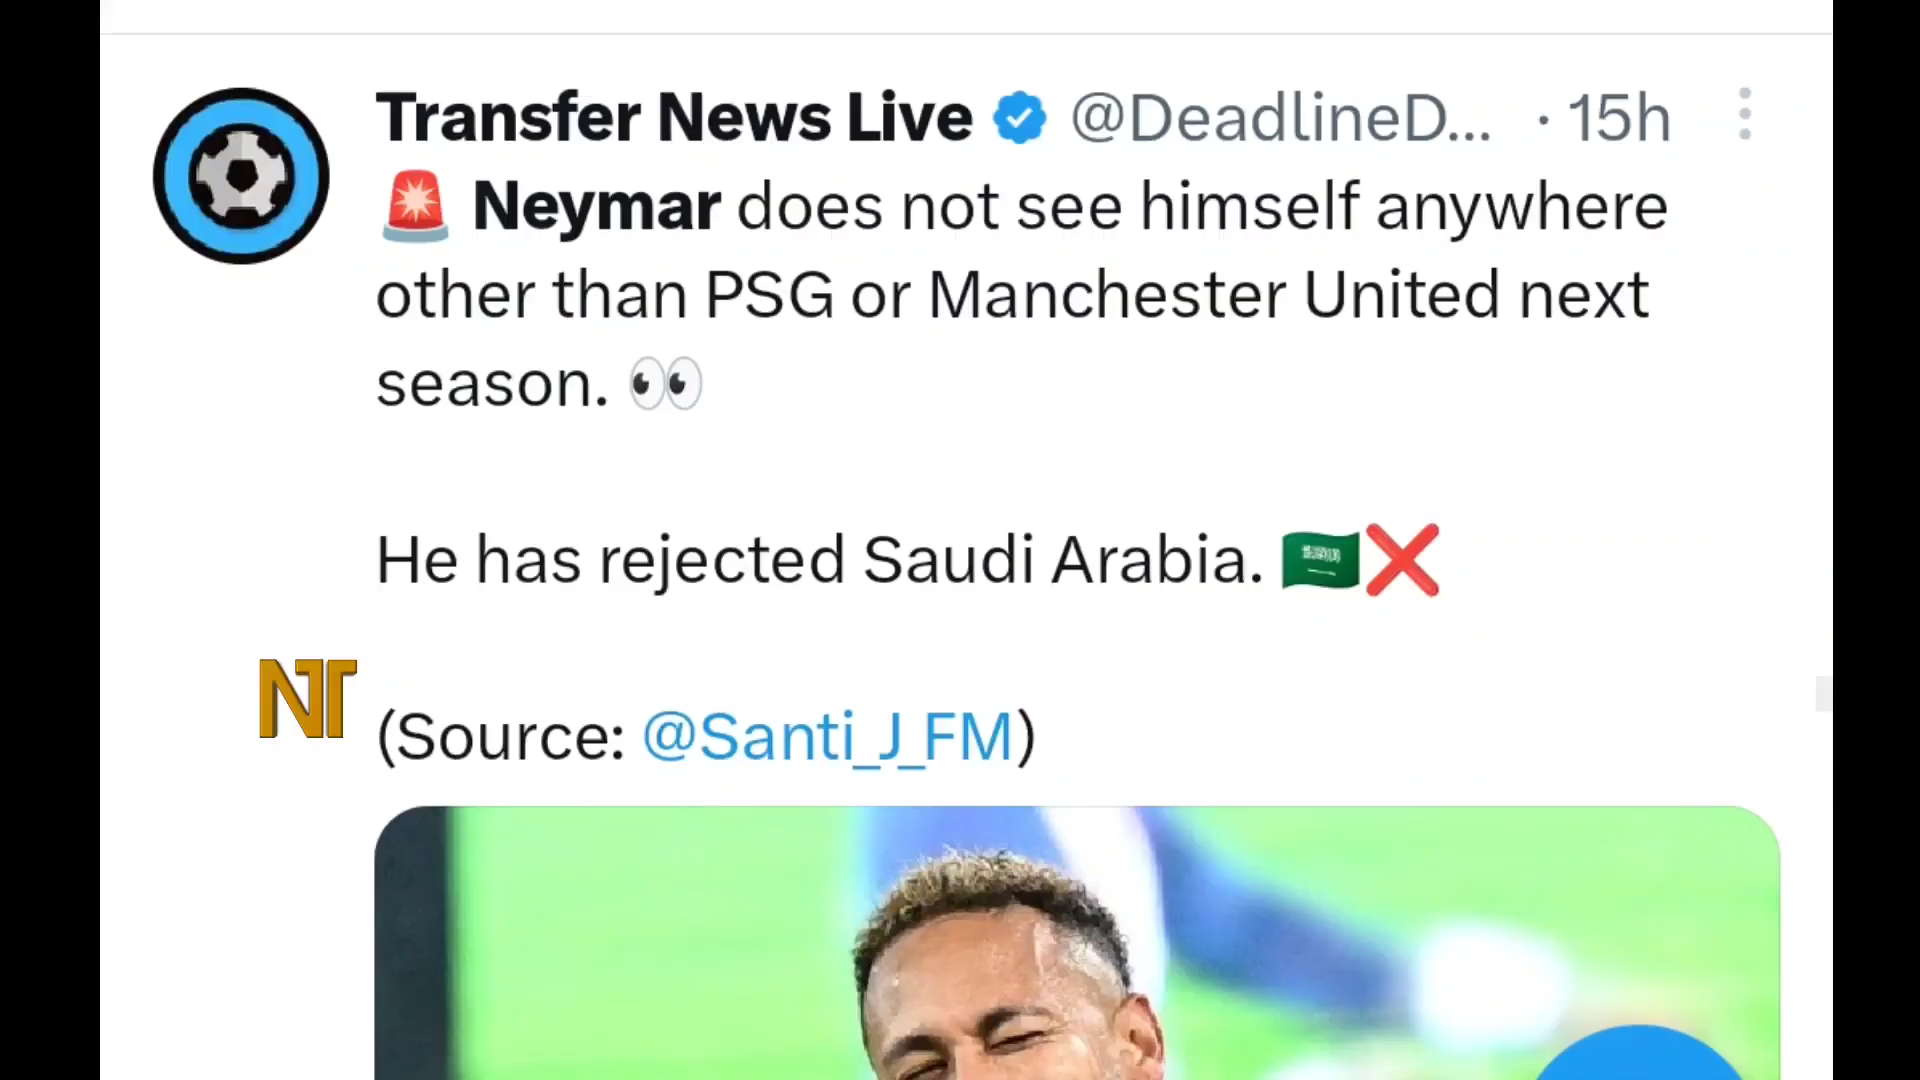 Transfer News Live @DeadlineD... · 15h
🚨 Neymar does not see himself anywhere
other than PSG or Manchester United next
season. 👀
He has rejected Saudi Arabia. 🇸🇦❌
NT
(Source: @Santi_J_FM)